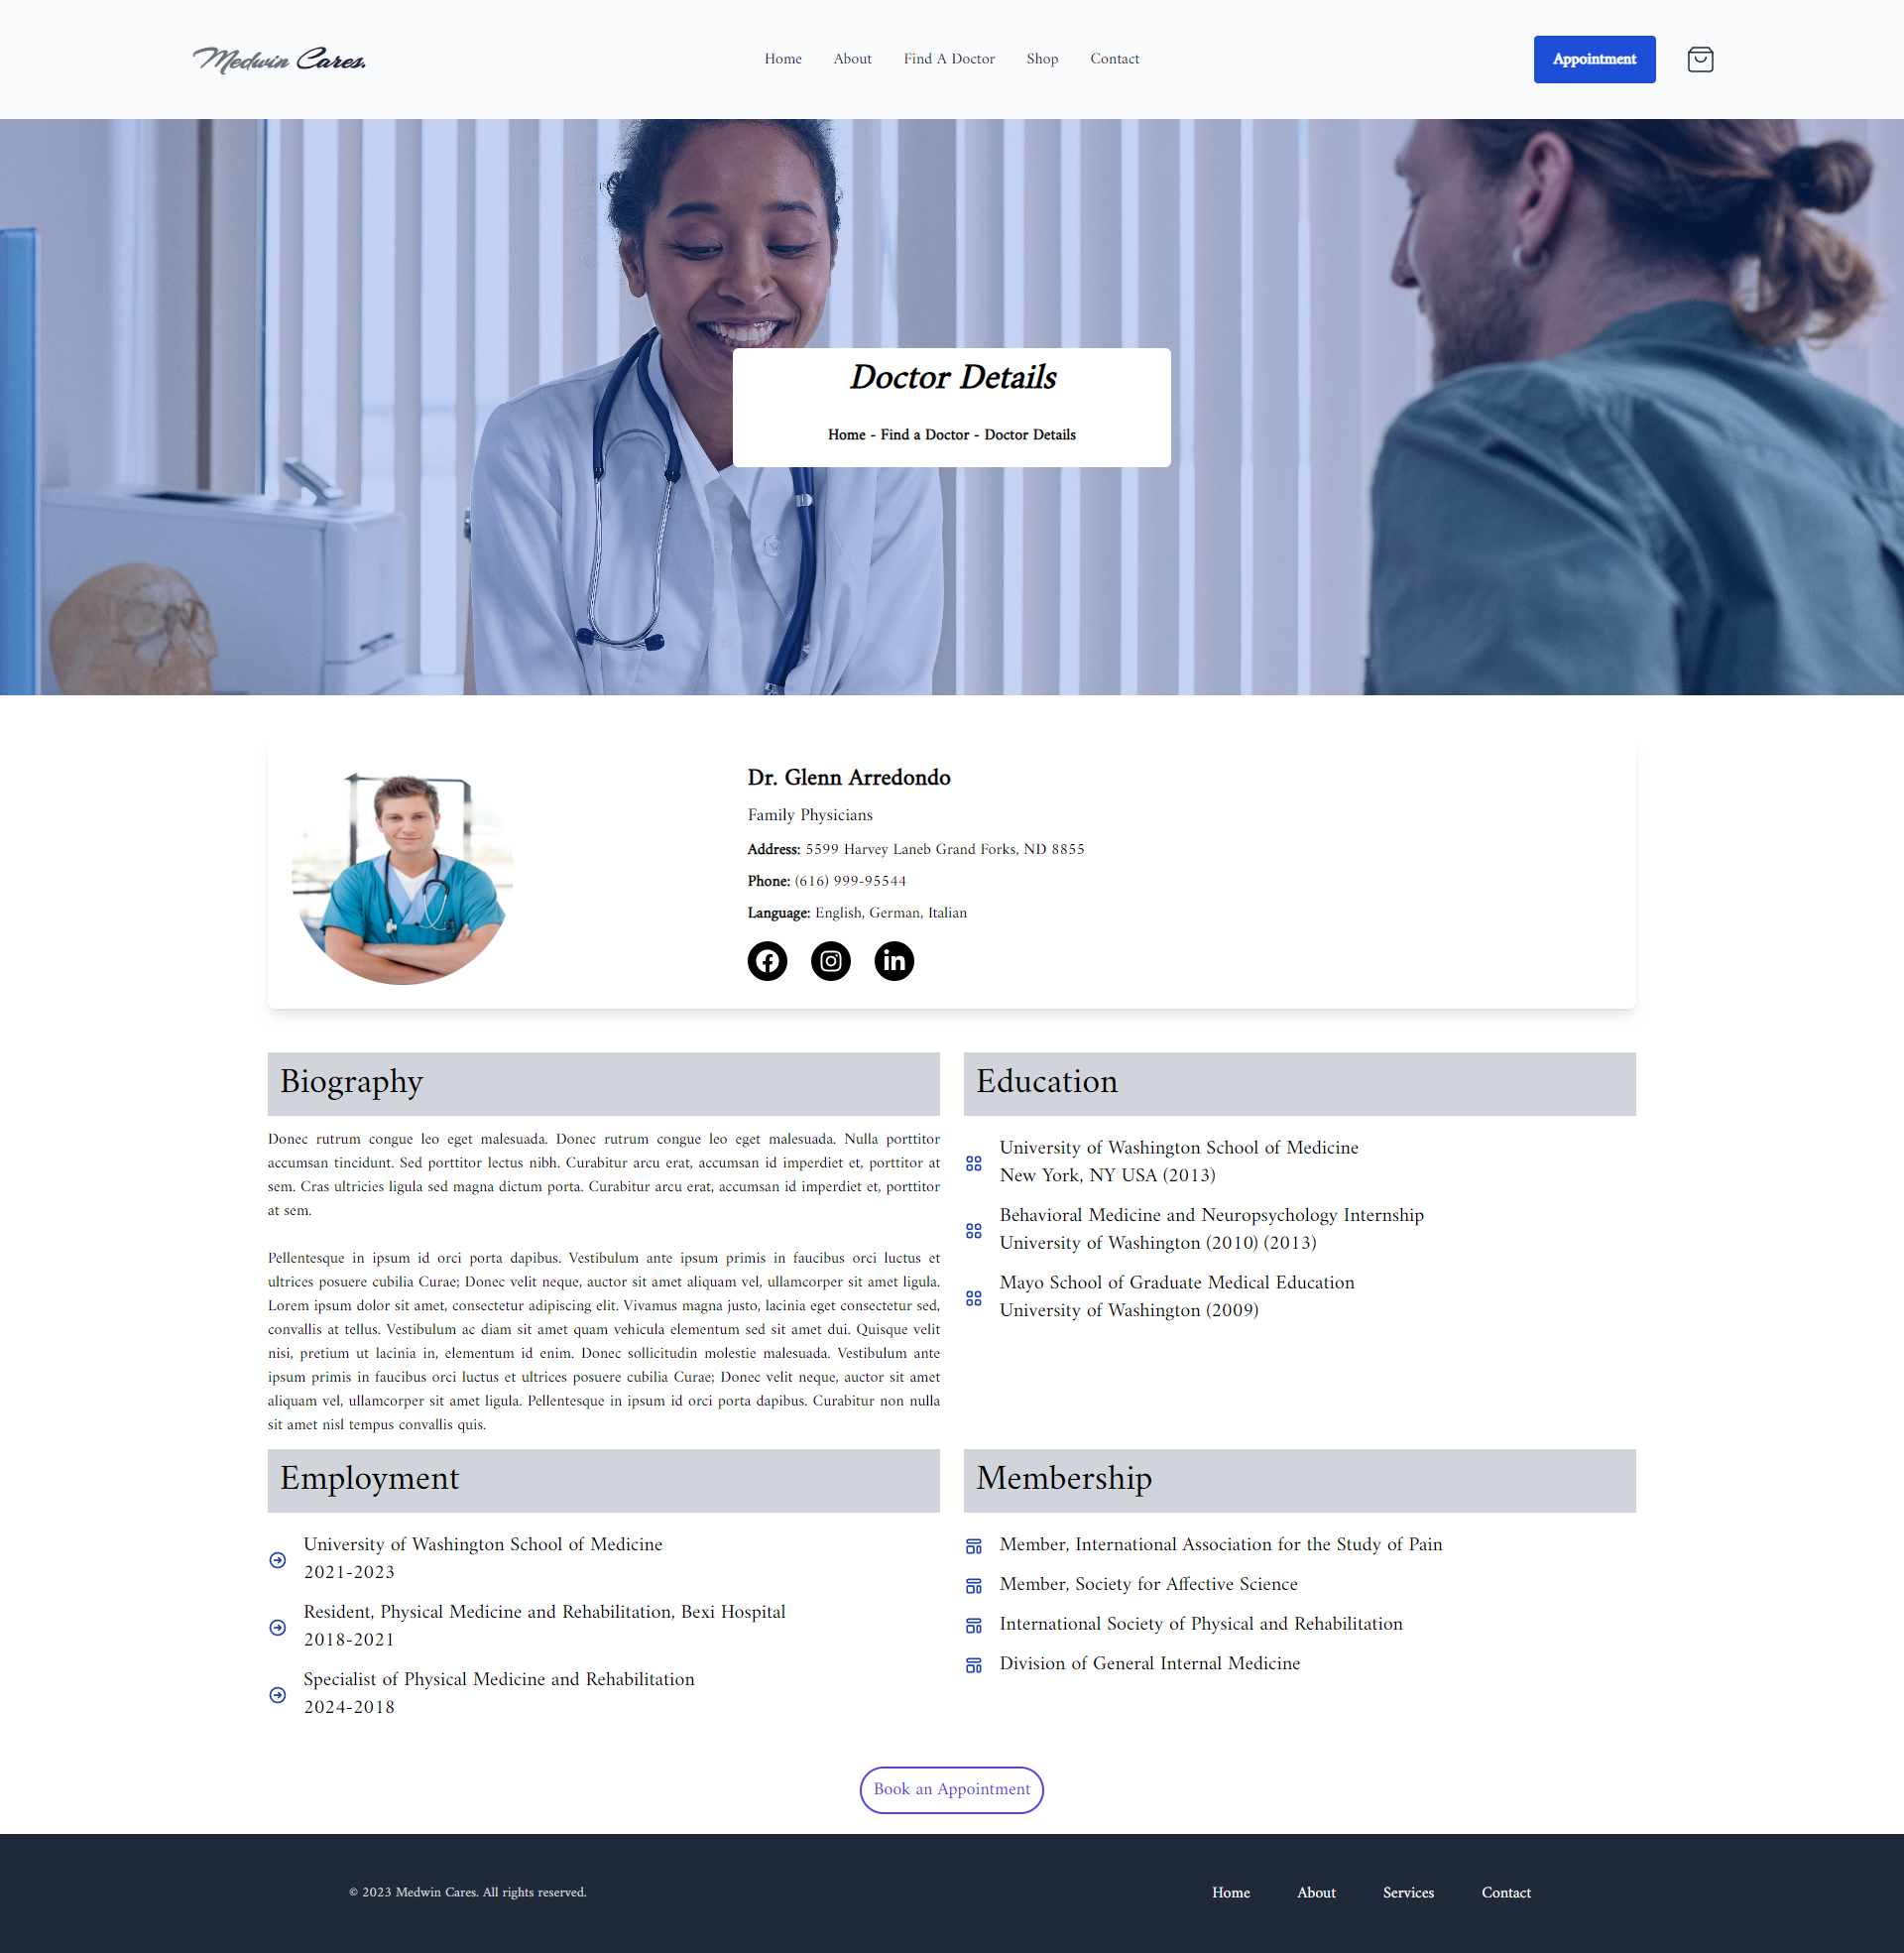 Medwin Cares.
Home
About
Find A Doctor
Shop
Contact
Appointment
Doctor Details
Home - Find a Doctor - Doctor Details
Dr. Glenn Arredondo
Family Physicians
Address: 5599 Harvey Laneb Grand Forks, ND 8855
Phone: (616) 999-95544
Language: English, German, Italian
Biography
Donec rutrum congue leo eget malesuada. Donec rutrum congue leo eget malesuada. Nulla porttitor
accumsan tincidunt. Sed porttitor lectus nibh. Curabitur arcu erat, accumsan id imperdiet et, porttitor at
sem. Cras ultricies ligula sed magna dictum porta. Curabitur arcu erat, accumsan id imperdiet et, porttitor
at sem.
Pellentesque in ipsum id orci porta dapibus. Vestibulum ante ipsum primis in faucibus orci luctus et
ultrices posuere cubilia Curae; Donec velit neque, auctor sit amet aliquam vel, ullamcorper sit amet ligula.
Lorem ipsum dolor sit amet, consectetur adipiscing elit. Vivamus magna justo, lacinia eget consectetur sed,
convallis at tellus. Vestibulum ac diam sit amet quam vehicula elementum sed sit amet dui. Quisque velit
nisi, pretium ut lacinia in, elementum id enim. Donec sollicitudin molestie malesuada. Vestibulum ante
ipsum primis in faucibus orci luctus et ultrices posuere cubilia Curae; Donec velit neque, auctor sit amet
aliquam vel, ullamcorper sit amet ligula. Pellentesque in ipsum id orci porta dapibus. Curabitur non nulla
sit amet nisl tempus convallis quis.
Education
University of Washington School of Medicine
New York, NY USA (2013)
Behavioral Medicine and Neuropsychology Internship
University of Washington (2010) (2013)
Mayo School of Graduate Medical Education
University of Washington (2009)
Employment
University of Washington School of Medicine
2021-2023
Resident, Physical Medicine and Rehabilitation, Bexi Hospital
2018-2021
Specialist of Physical Medicine and Rehabilitation
2024-2018
Membership
Member, International Association for the Study of Pain
Member, Society for Affective Science
International Society of Physical and Rehabilitation
Division of General Internal Medicine
Book an Appointment
© 2023 Medwin Cares. All rights reserved.
Home
About
Services
Contact